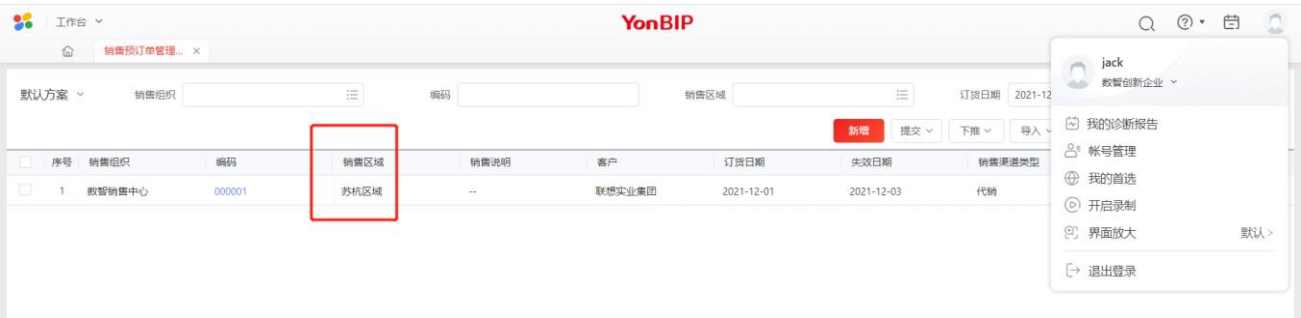 工作台
YonBIP
销售预订单管理... ×
jack
数智创新企业
默认方案 销售组织 编码 销售区域 订货日期 2021-12
新增 提交 下推 导入
我的诊断报告
序号 销售组织 编码 销售区域 销售说明 客户 订货日期 失效日期 销售渠道类型
帐号管理
1 数智销售中心 000001 苏杭区域 -- 联想实业集团 2021-12-01 2021-12-03 代销
我的首选
开启录制
界面放大 默认 >
退出登录